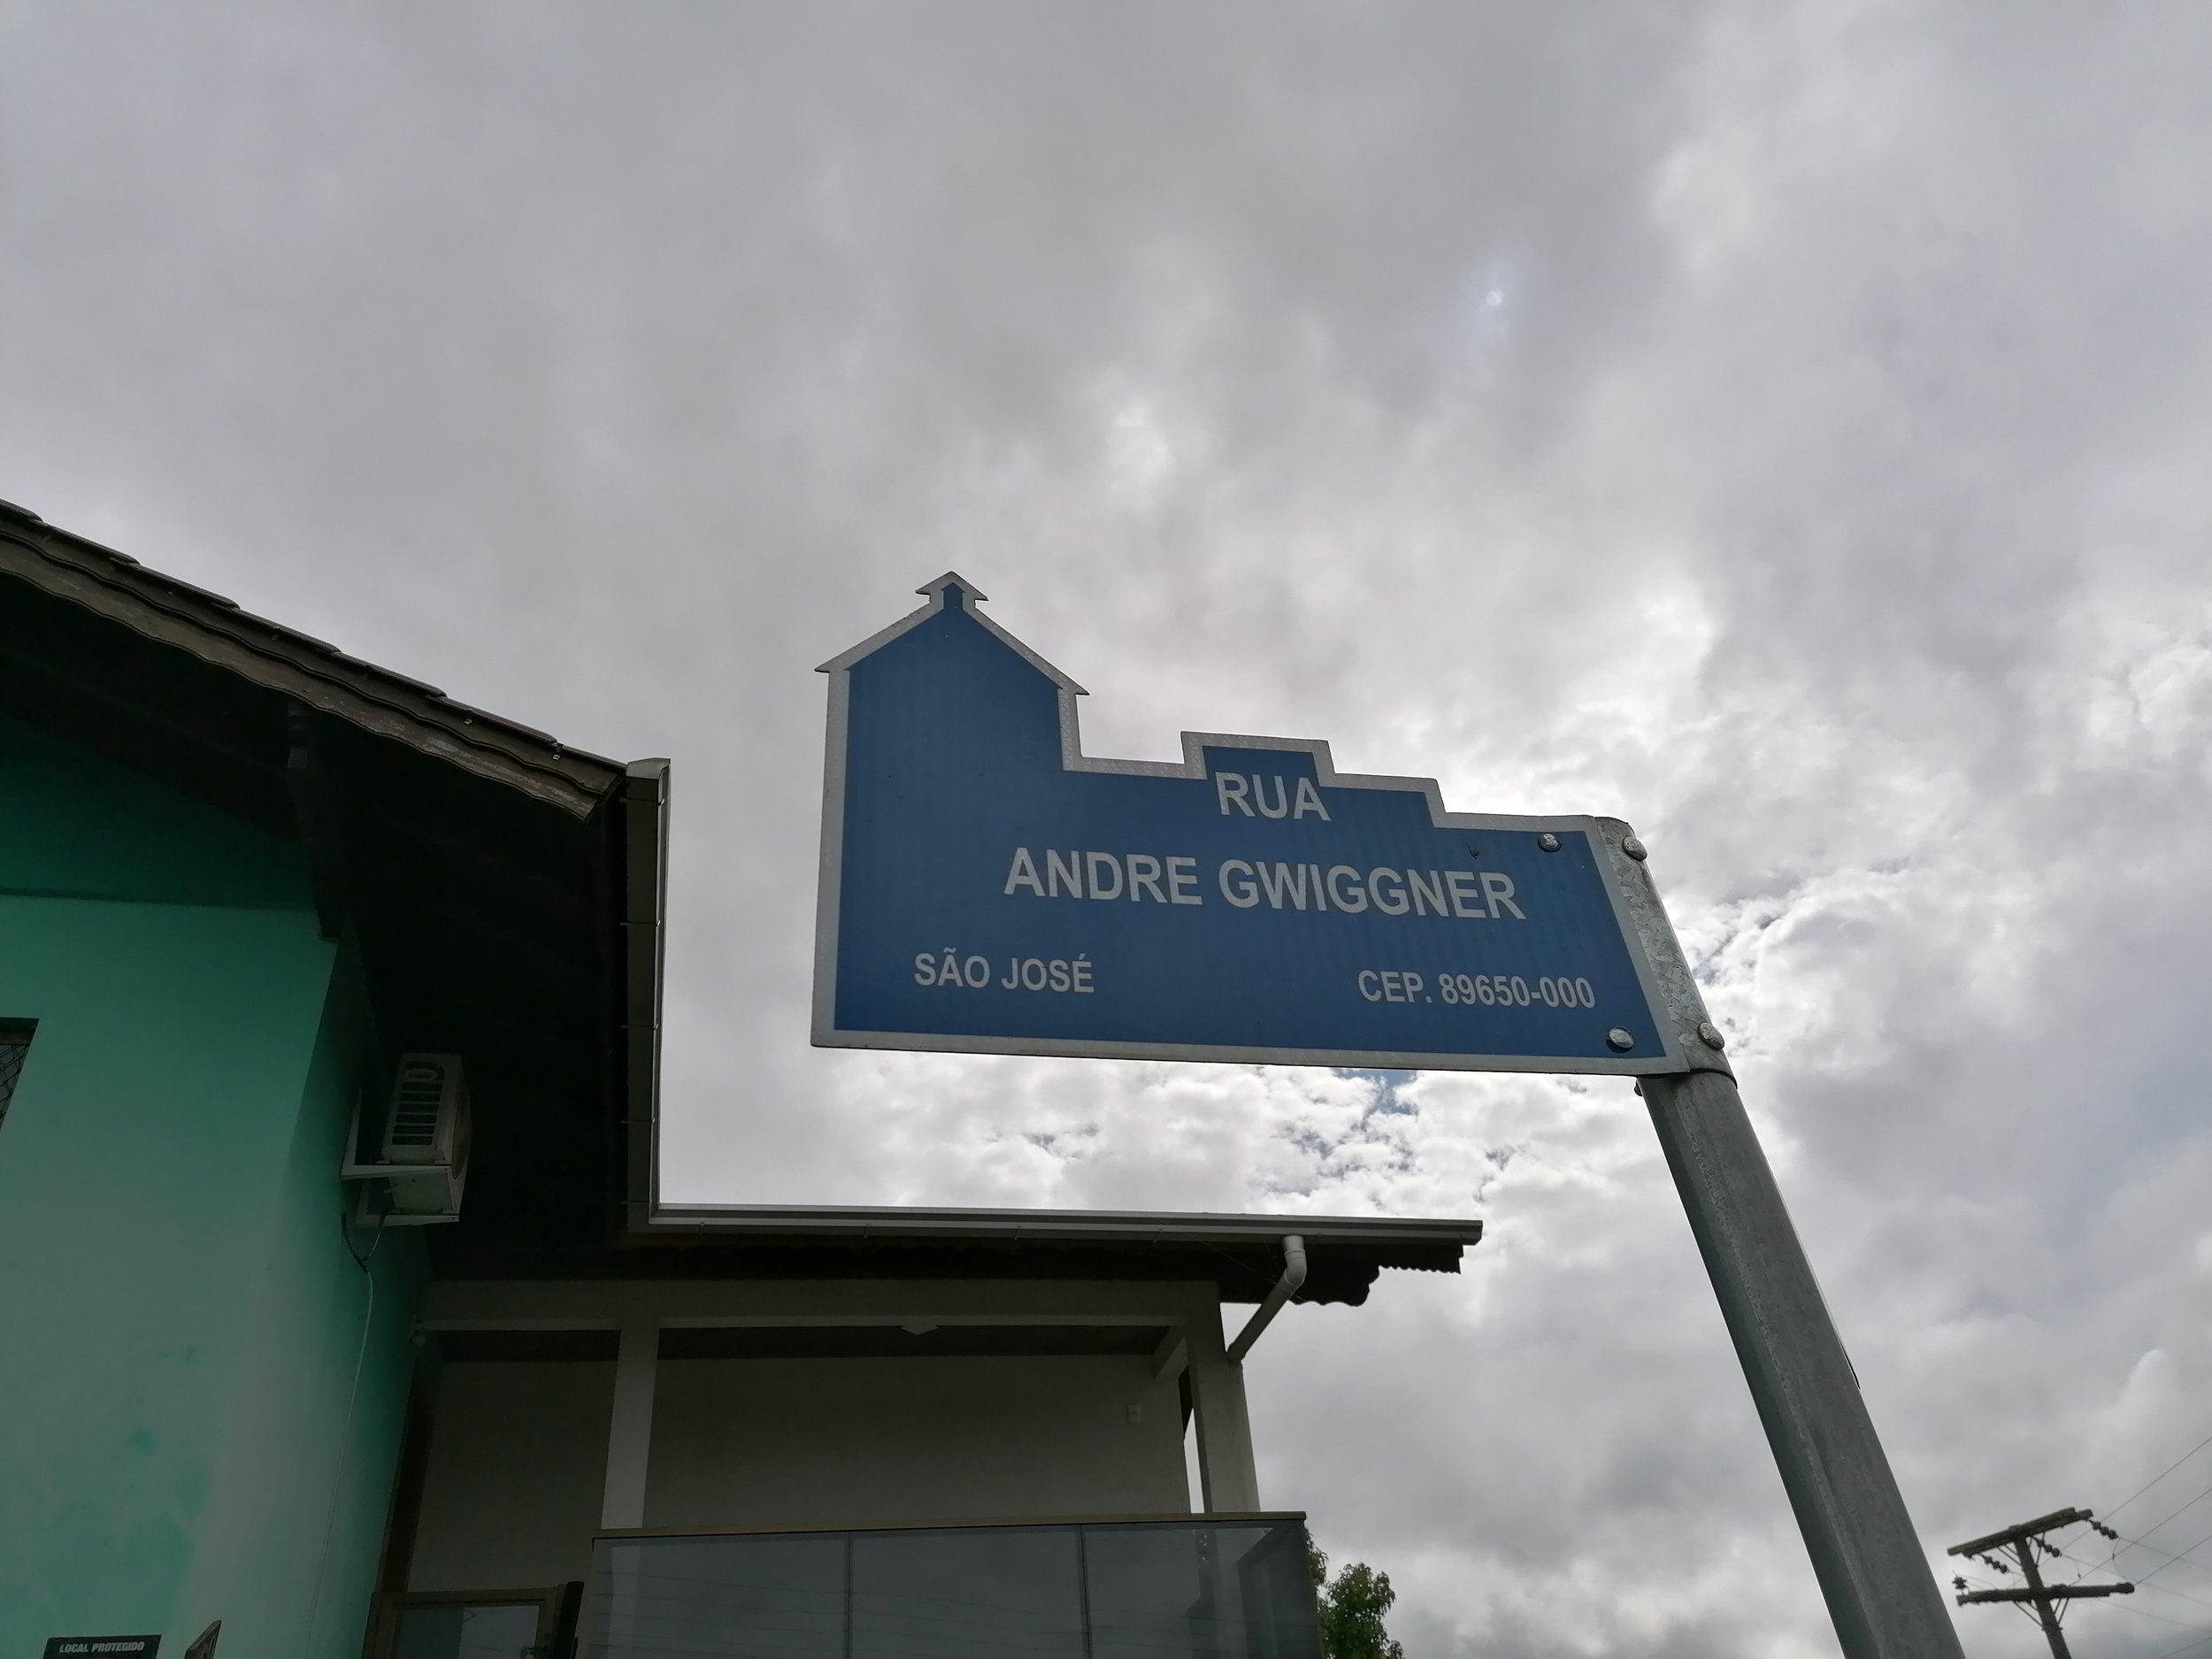 RUA
ANDRE GWIGGNER
SÃO JOSÉ CEP. 89650-000
LOCAL PROTEGIDO